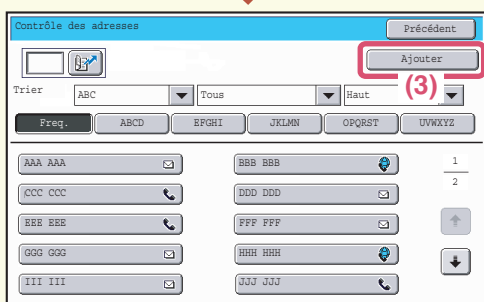 Contrôle des adresses Précédent
Ajouter
(3)
Trier ABC Tous Haut
Freq. ABCD EFGHI JKLMN OPQRST UVWXYZ
AAA AAA BBB BBB 1
CCC CCC DDD DDD 2
EEE EEE FFF FFF
GGG GGG HHH HHH
III III JJJ JJJ